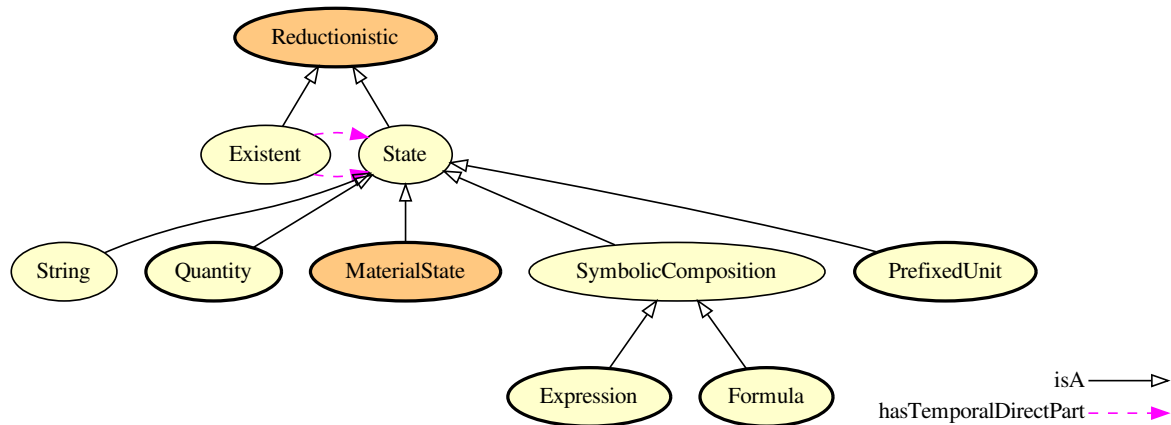 Reductionistic
Existent
State
String
Quantity
MaterialState
SymbolicComposition
PrefixedUnit
Expression
Formula
isA
hasTemporalDirectPart